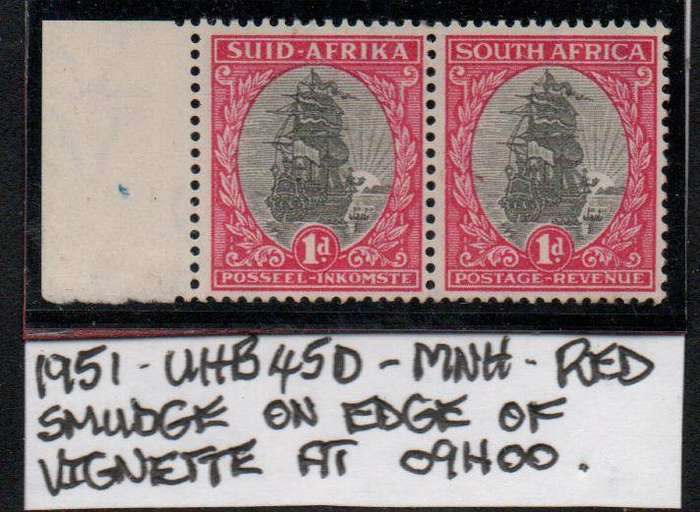 SUID-AFRIKA
1d
POSSEEL-INKOMSTE
SOUTH AFRICA
1d
POSTAGE-REVENUE
1951 - UHB 45D - MNH - RED
SMUDGE ON EDGE OF
VIGNETTE AT 09H00.